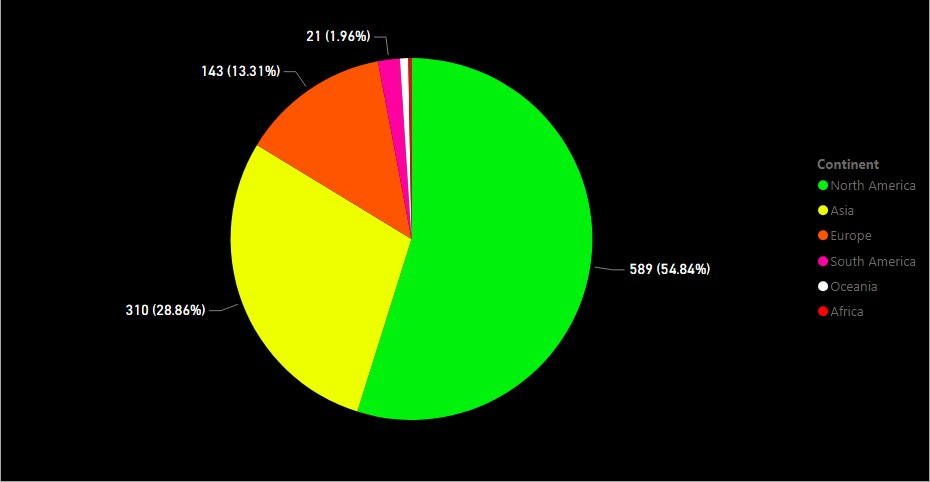 21 (1.96%)
143 (13.31%)
310 (28.86%)
589 (54.84%)
Continent
North America
Asia
Europe
South America
Oceania
Africa